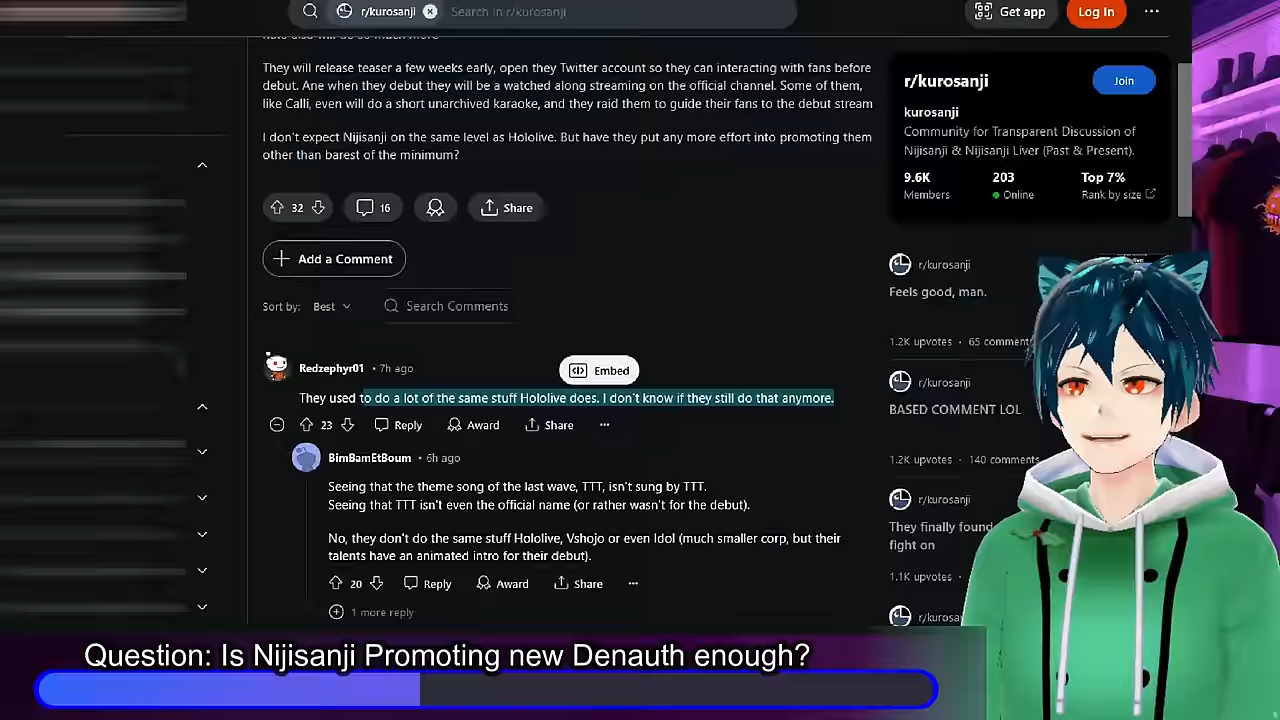 r/kurosanji
Search in r/kurosanji
Get app
Log In
They will release teaser a few weeks early, open they Twitter account so they can interacting with fans before
debut. Ane when they debut they will be a watched along streaming on the official channel. Some of them,
like Calli, even will do a short unarchived karaoke, and they raid them to guide their fans to the debut stream
I don't expect Nijisanji on the same level as Hololive. But have they put any more effort into promoting them
other than barest of the minimum?
32
16
Share
Add a Comment
Sort by: Best
Search Comments
Redzephyr01 • 7h ago
Embed
They used to do a lot of the same stuff Hololive does. I don't know if they still do that anymore.
23
Reply
Award
Share
BimBamEtBoum • 6h ago
Seeing that the theme song of the last wave, TTT, isn't sung by TTT.
Seeing that TTT isn't even the official name (or rather wasn't for the debut).
No, they don't do the same stuff Hololive, Vshojo or even Idol (much smaller corp, but their
talents have an animated intro for their debut).
20
Reply
Award
Share
1 more reply
r/kurosanji
Join
kurosanji
Community for Transparent Discussion of
Nijisanji & Nijisanji Liver (Past & Present).
9.6K 203 Top 7%
Members Online Rank by size
r/kurosanji
Feels good, man.
1.2K upvotes • 65 comment
r/kurosanji
BASED COMMENT LOL
1.2K upvotes • 140 comments
r/kurosanji
They finally found
fight on
1.1K upvotes •
r/kurosa
Question: Is Nijisanji Promoting new Denauth enough?